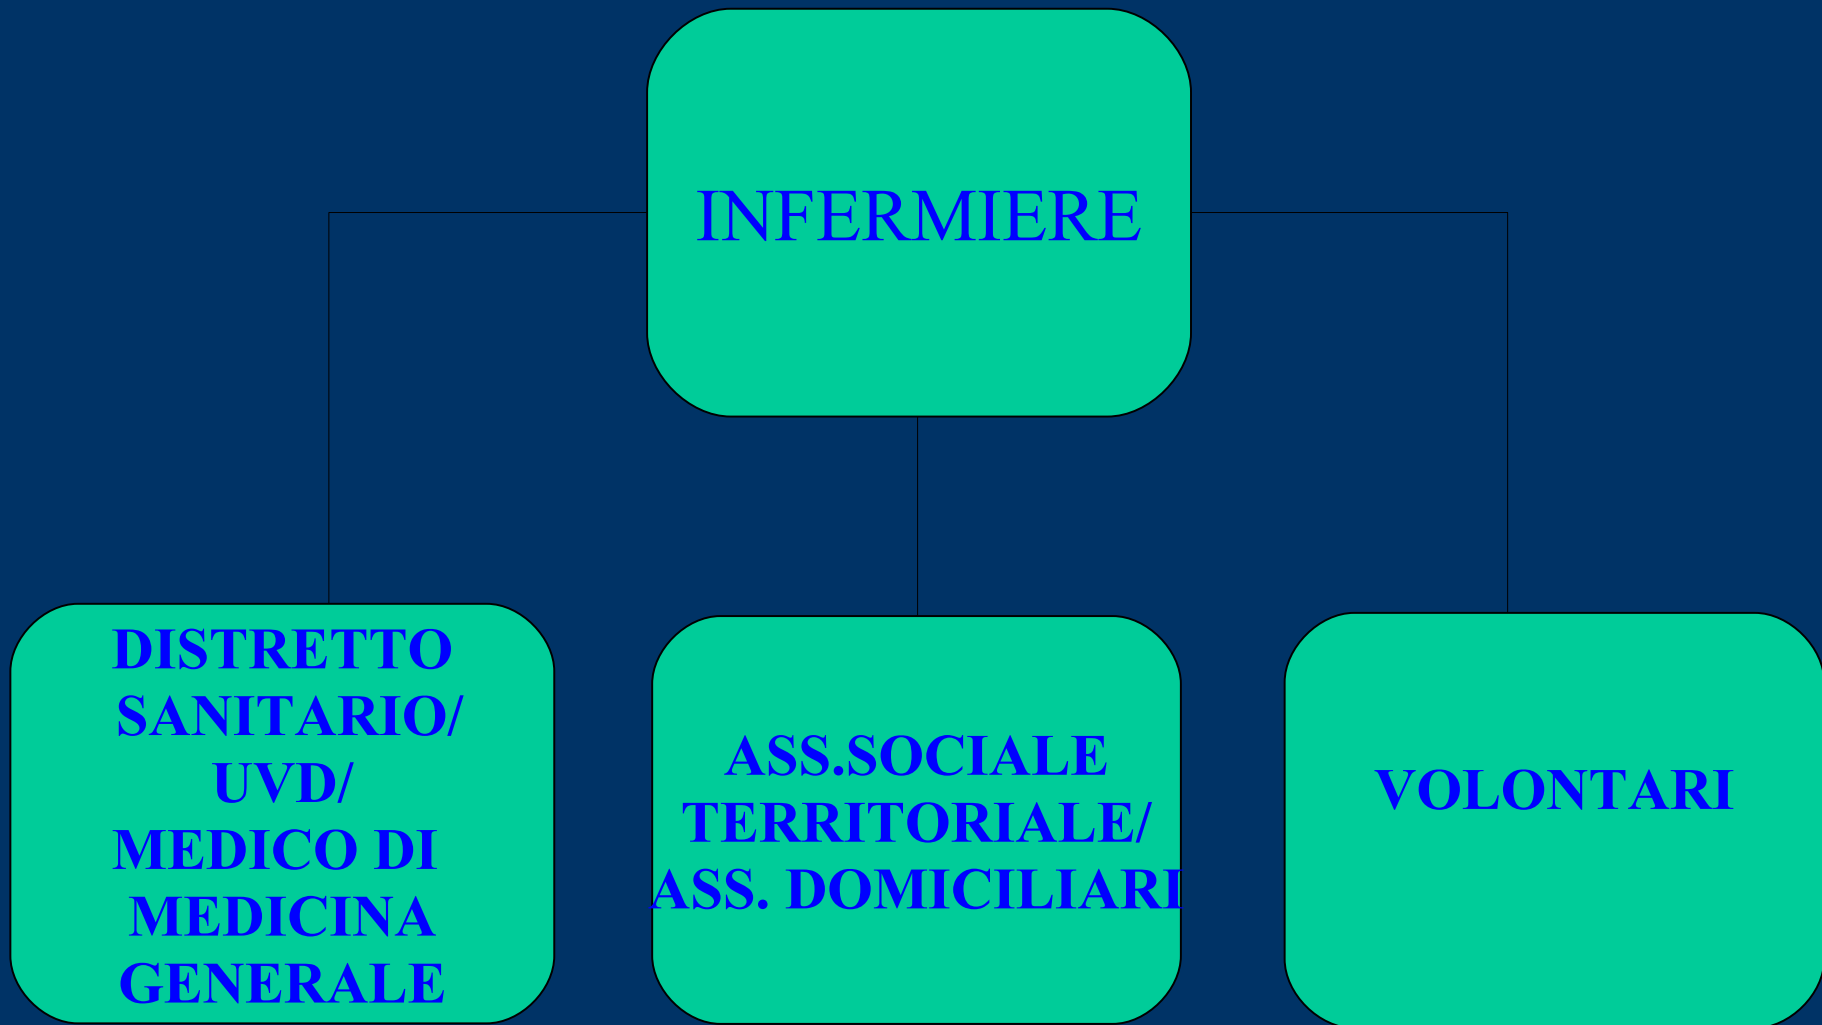 INFERMIERE
DISTRETTO
SANITARIO/
UVD/
MEDICO DI
MEDICINA
GENERALE
ASS.SOCIALE
TERRITORIALE/
ASS. DOMICILIARI
VOLONTARI